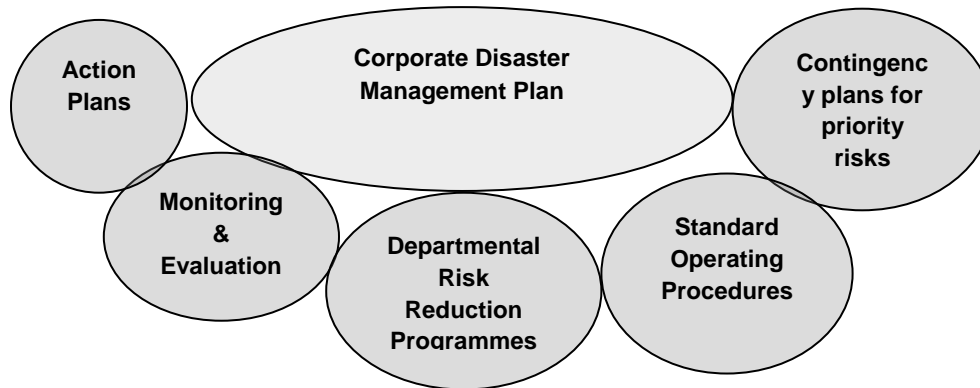 Action
Plans
Corporate Disaster
Management Plan
Contingenc
y plans for
priority
risks
Monitoring
&
Evaluation
Departmental
Risk
Reduction
Programmes
Standard
Operating
Procedures